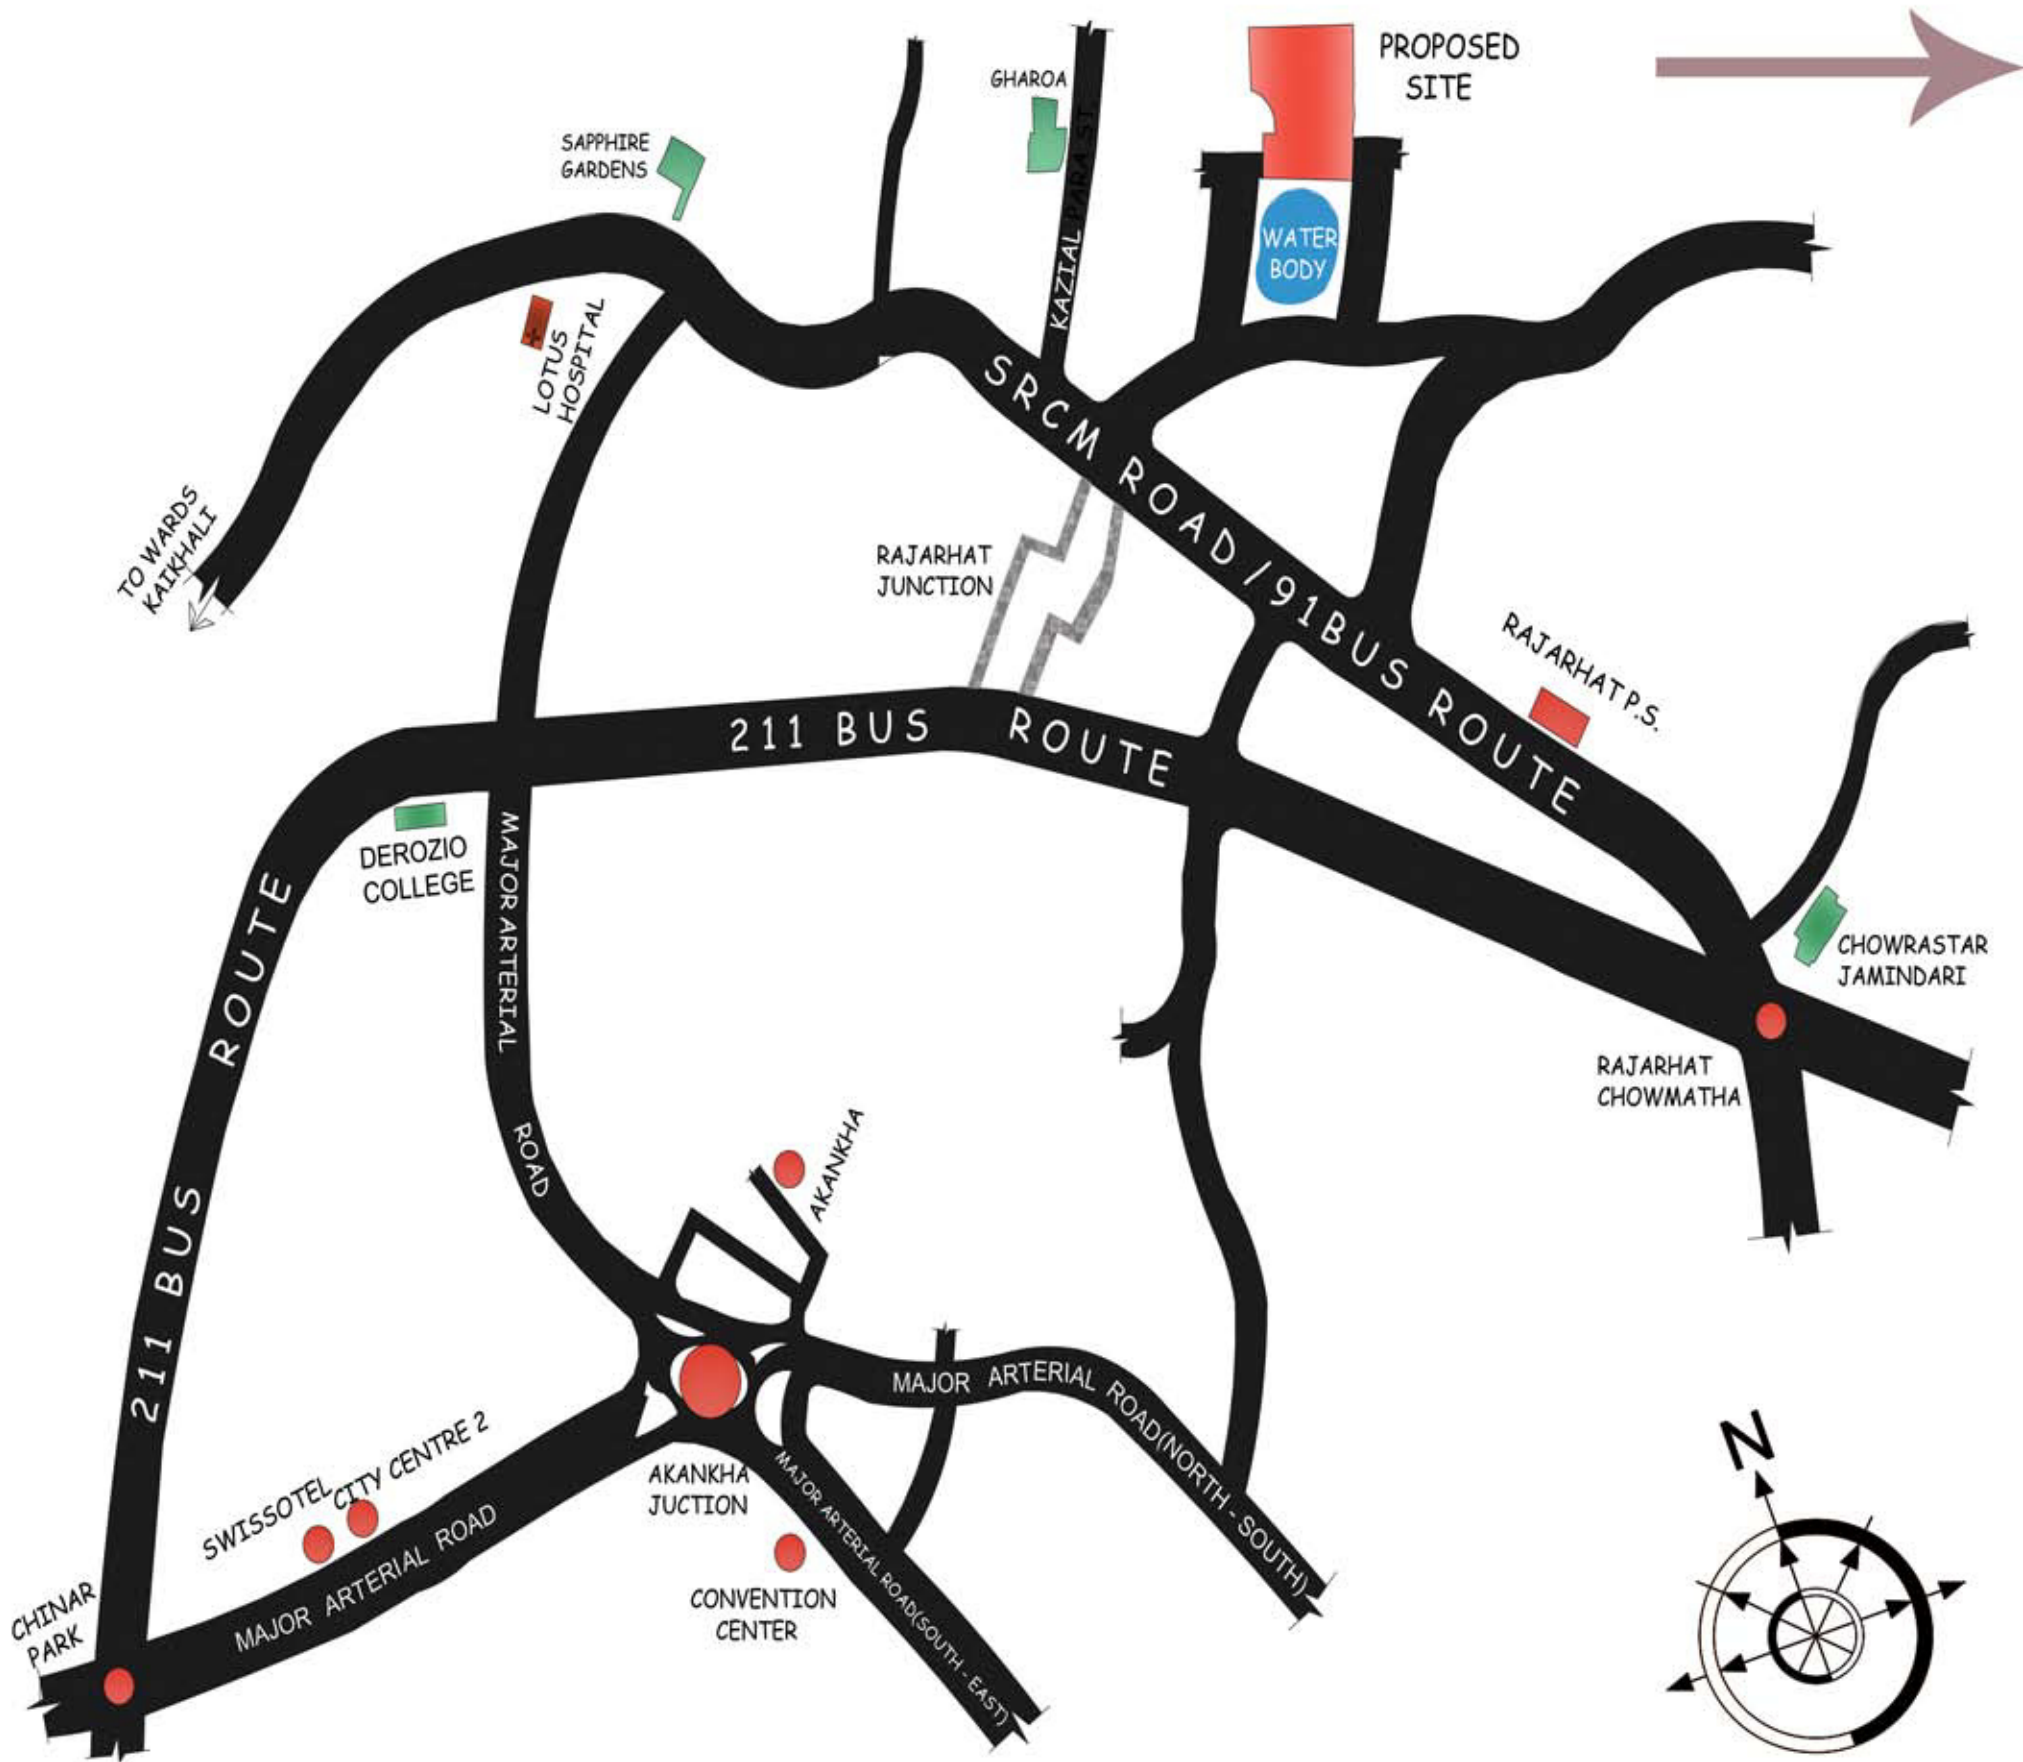 PROPOSED
SITE
GHAROA
SAPPHIRE
GARDENS
KAZIAL PARA ST
WATER
BODY
LOTUS
HOSPITAL
SRCM ROAD/91BUS ROUTE
TO WARDS
KAIKHALI
RAJARHAT
JUNCTION
RAJARHAT P.S.
211 BUS ROUTE
DEROZIO
COLLEGE
MAJOR ARTERIAL ROAD
211 BUS ROUTE
CHOWRASTAR
JAMINDARI
RAJARHAT
CHOWMATHA
AKANKHA
MAJOR ARTERIAL ROAD(NORTH - SOUTH)
SWISSOTEL
CITY CENTRE 2
AKANKHA
JUCTION
MAJOR ARTERIAL ROAD(SOUTH - EAST)
MAJOR ARTERIAL ROAD
CONVENTION
CENTER
CHINAR
PARK
N